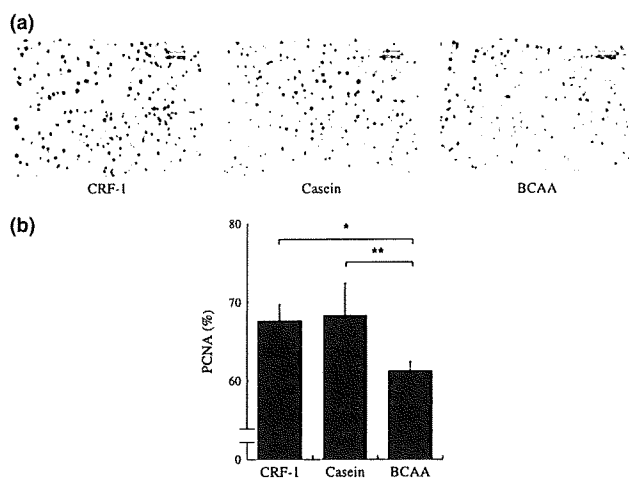 (a)
CRF-1 Casein BCAA
(b)
80
*
**
70
PCNA (%)
60
0
CRF-1 Casein BCAA